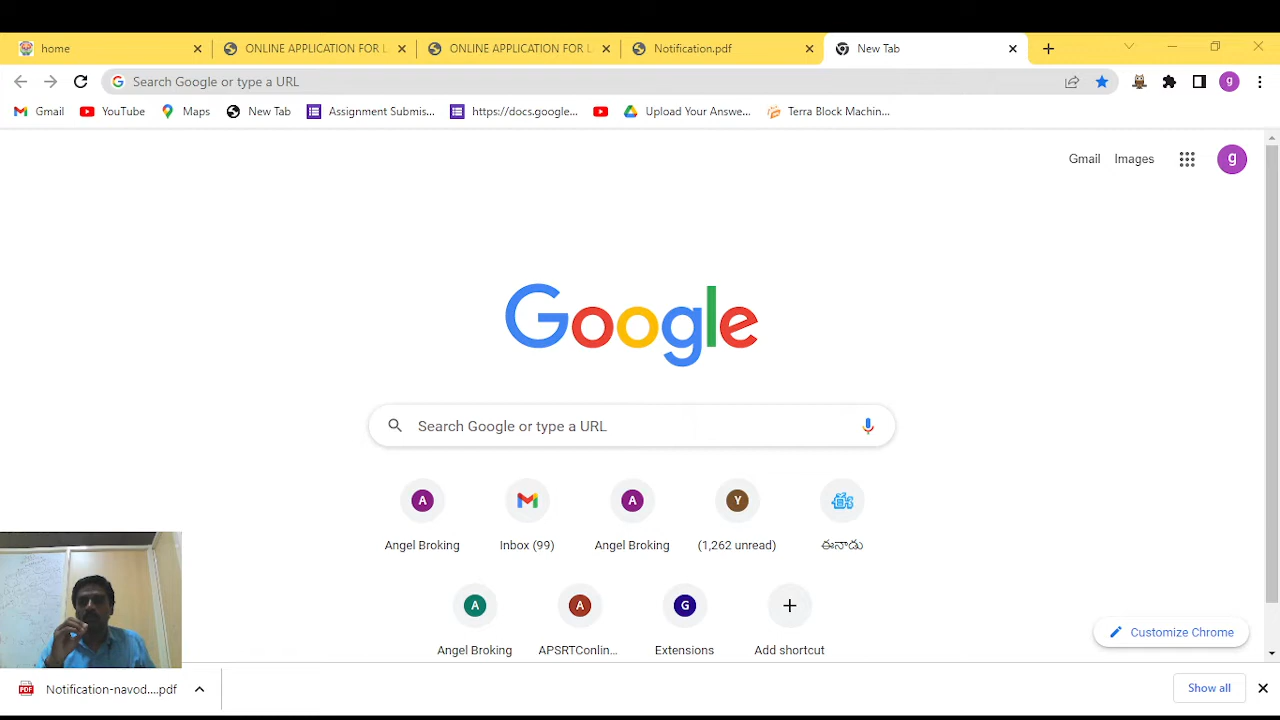 home
ONLINE APPLICATION FOR L
ONLINE APPLICATION FOR L
Notification.pdf
New Tab
Search Google or type a URL
g
Gmail
YouTube
Maps
New Tab
Assignment Submis...
https://docs.google...
Upload Your Answe...
Terra Block Machin...
Gmail
Images
g
Google
Search Google or type a URL
A
A
Y
ఈ
Angel Broking
Inbox (99)
Angel Broking
(1,262 unread)
ఈనాడు
A
A
G
Angel Broking
APSRTConlin...
Extensions
Add shortcut
Customize Chrome
PDF
Notification-navod....pdf
Show all